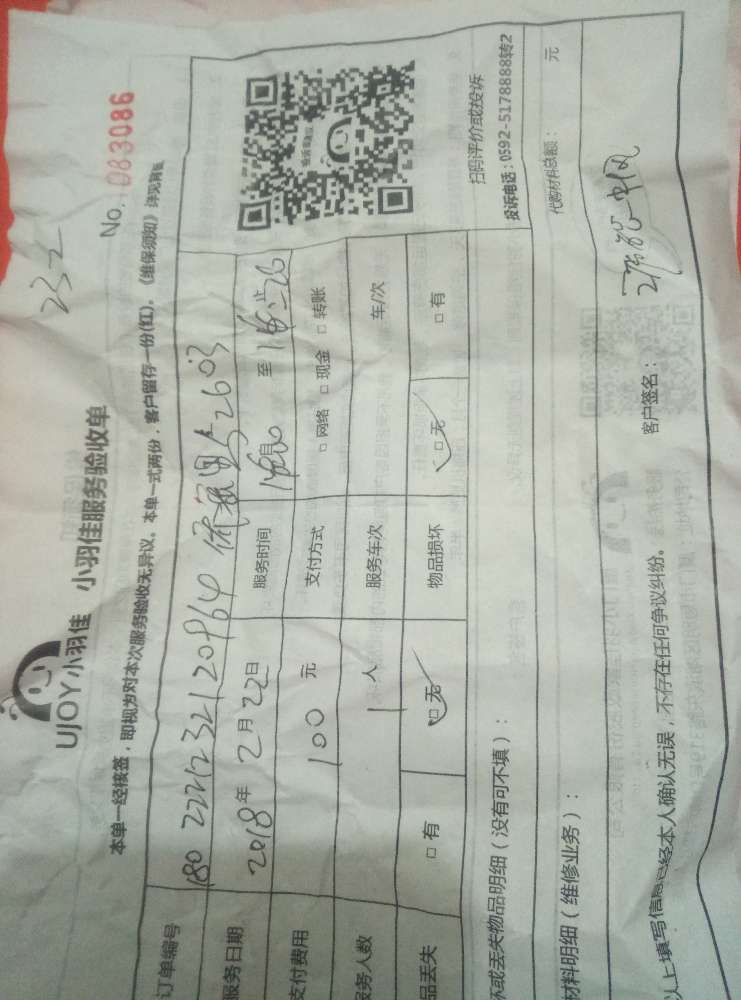 UJOY小羽佳 小羽佳服务验收单
No. 083086
本单一经接签，即视为对本次服务验收无异议。本单一式两份，客户留存一份(红)。《维保须知》详见背面
订单编号 180 2221232120964
服务日期 2018年2月22日 服务时间 至
支付费用 100元 支付方式 □网络 □现金 □转账
服务人数 1人 服务车次 车/次
品丢失 □有 □无 物品损坏 □无 □有
扫码评价或投诉
投诉电话：0592-5178888转2
坏或丢失物品明细（没有可不填）：
材料明细（维修业务）： 代购材料总额： 元
以上填写信息已经本人确认无误，不存在任何争议纠纷。 客户签名：